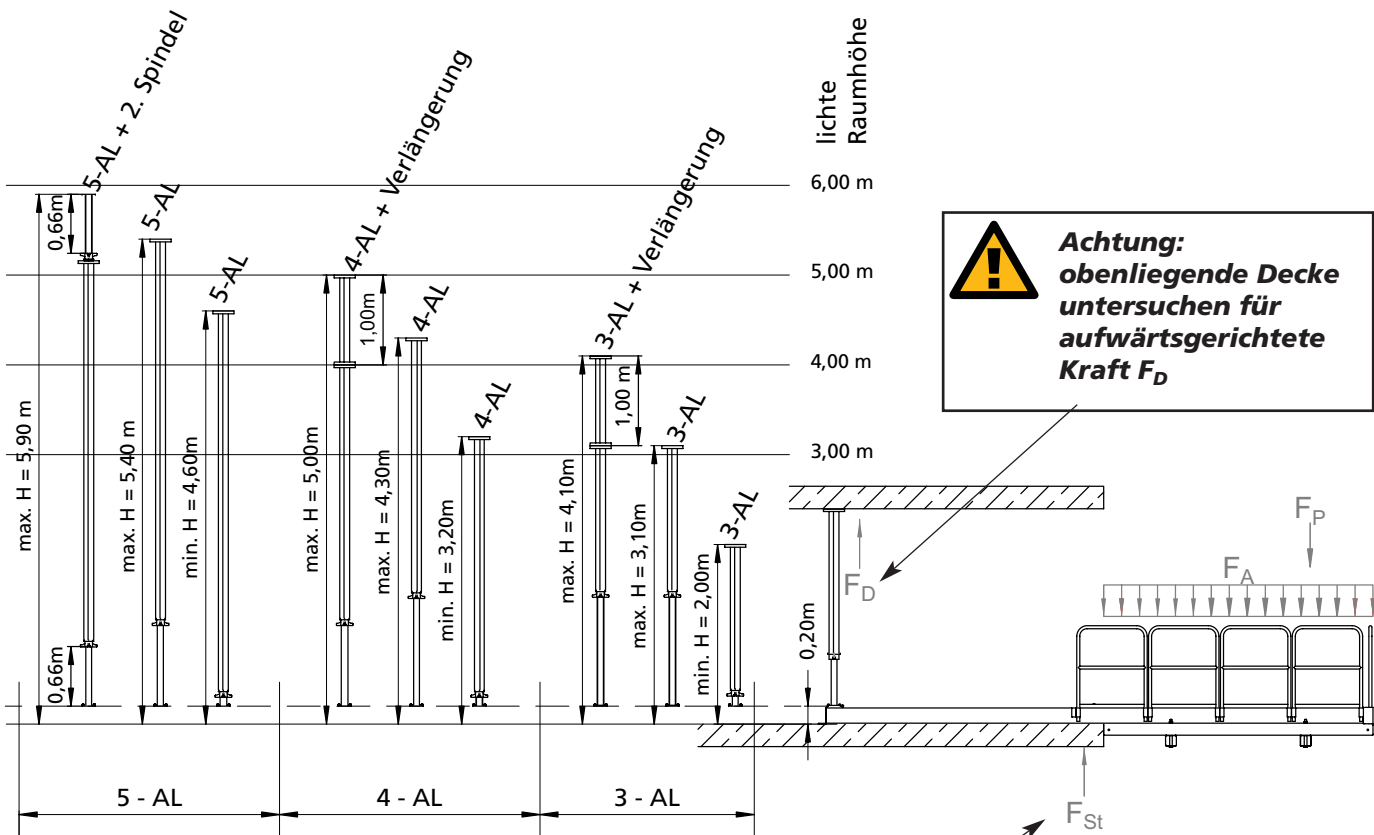 5-AL + 2. Spindel
5-AL
5-AL
4-AL + Verlängerung
4-AL
4-AL
3-AL + Verlängerung
3-AL
3-AL
lichte
Raumhöhe
6,00 m
5,00 m
4,00 m
3,00 m
0,66m
max. H = 5,90 m
0,66m
max. H = 5,40 m
min. H = 4,60m
max. H = 5,00m
1,00m
max. H = 4,30m
min. H = 3,20m
max. H = 4,10m
1,00 m
max. H = 3,10m
min. H = 2,00m
0,20m
Achtung:
obenliegende Decke
untersuchen für
aufwärtsgerichtete
Kraft FD
FD
FP
FA
FSt
5 - AL
4 - AL
3 - AL